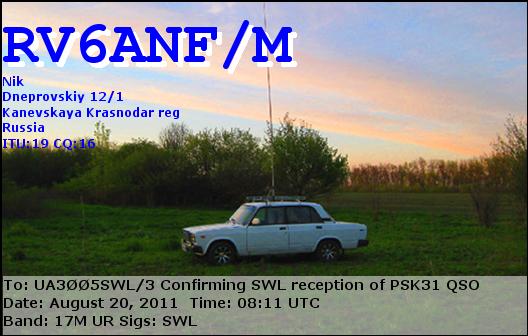 RV6ANF/M
Nik
Dneprovskiy 12/1
Kanevskaya Krasnodar reg
Russia
ITU:19 CQ:16
To: UA3ØØ5SWL/3 Confirming SWL reception of PSK31 QSO
Date: August 20, 2011 Time: 08:11 UTC
Band: 17M UR Sigs: SWL